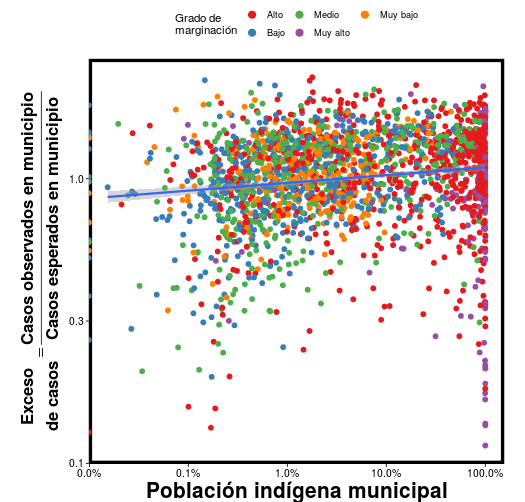 Grado de
marginación
Alto
Medio
Muy bajo
Bajo
Muy alto
Exceso = Casos observados en municipio
de casos Casos esperados en municipio
1.0
0.3
0.1
0.0% 0.1% 1.0% 10.0% 100.0%
Población indígena municipal